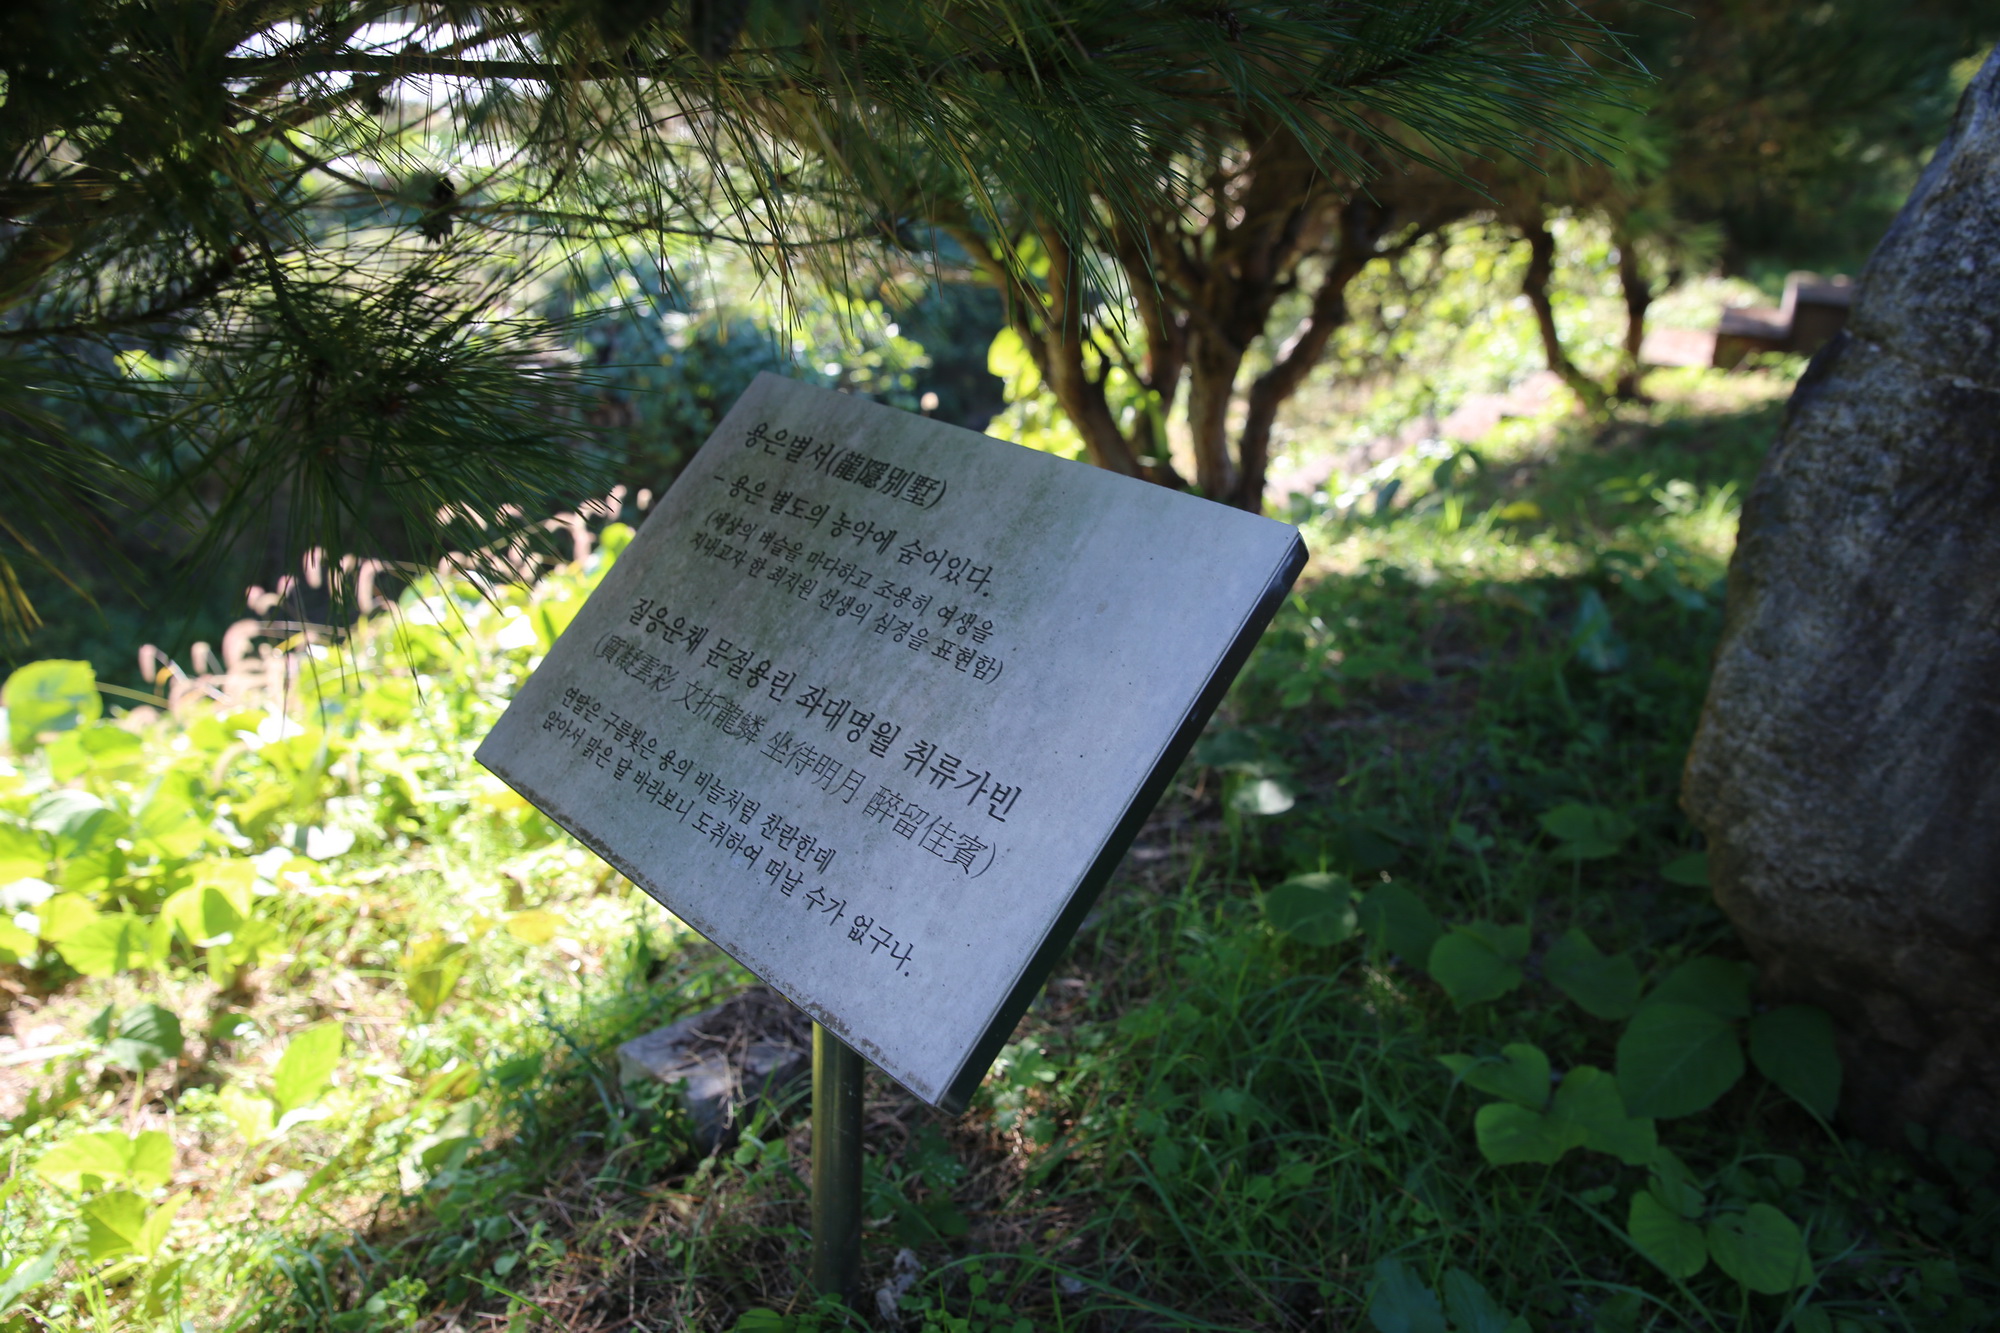 용은별서(龍隱別墅)
- 용은 별도의 농악에 숨어있다.
(세상의 벼슬을 마다하고 조용히 여생을
지내고자 한 최치원 선생의 심경을 표현함)
질응운채 문절용린 좌대명월 취류가빈
(質凝雲彩 文折龍鱗 坐待明月 醉留佳賓)
연달은 구름빛은 용의 비늘처럼 찬란한데
앉아서 맑은 달 바라보니 도취하여 떠날 수가 없구나.